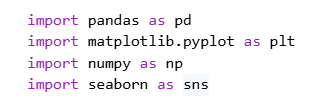 import pandas as pd
import matplotlib.pyplot as plt
import numpy as np
import seaborn as sns